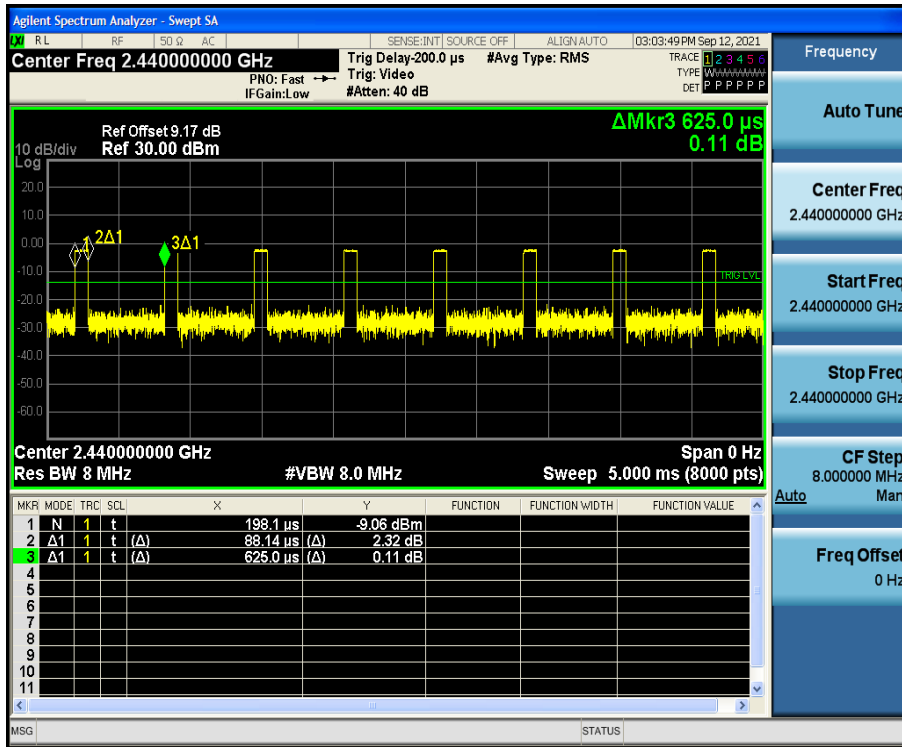 Agilent Spectrum Analyzer - Swept SA
LXI RL RF 50 Ω AC SENSE:INT SOURCE OFF ALIGN AUTO 03:03:49 PM Sep 12, 2021
Center Freq 2.440000000 GHz
PNO: Fast
IFGain:Low
Trig Delay-200.0 µs #Avg Type: RMS
Trig: Video
#Atten: 40 dB
TRACE 1 2 3 4 5 6
TYPE WWWWWW
DET P P P P P P
Ref Offset 9.17 dB
10 dB/div Ref 30.00 dBm
Log
ΔMkr3 625.0 µs
0.11 dB
20.0
10.0
0.00
-10.0
-20.0
-30.0
-40.0
-50.0
-60.0
1
2Δ1
3Δ1
TRIG LVL
Center 2.440000000 GHz Span 0 Hz
Res BW 8 MHz #VBW 8.0 MHz Sweep 5.000 ms (8000 pts)
MKR MODE TRC SCL X Y FUNCTION FUNCTION WIDTH FUNCTION VALUE
1 N 1 t 198.1 µs -9.06 dBm
2 Δ1 1 t (Δ) 88.14 µs (Δ) 2.32 dB
3 Δ1 1 t (Δ) 625.0 µs (Δ) 0.11 dB
4
5
6
7
8
9
10
11
MSG STATUS
Frequency
Auto Tune
Center Freq
2.440000000 GHz
Start Freq
2.440000000 GHz
Stop Freq
2.440000000 GHz
CF Step
8.000000 MHz
Auto Man
Freq Offset
0 Hz